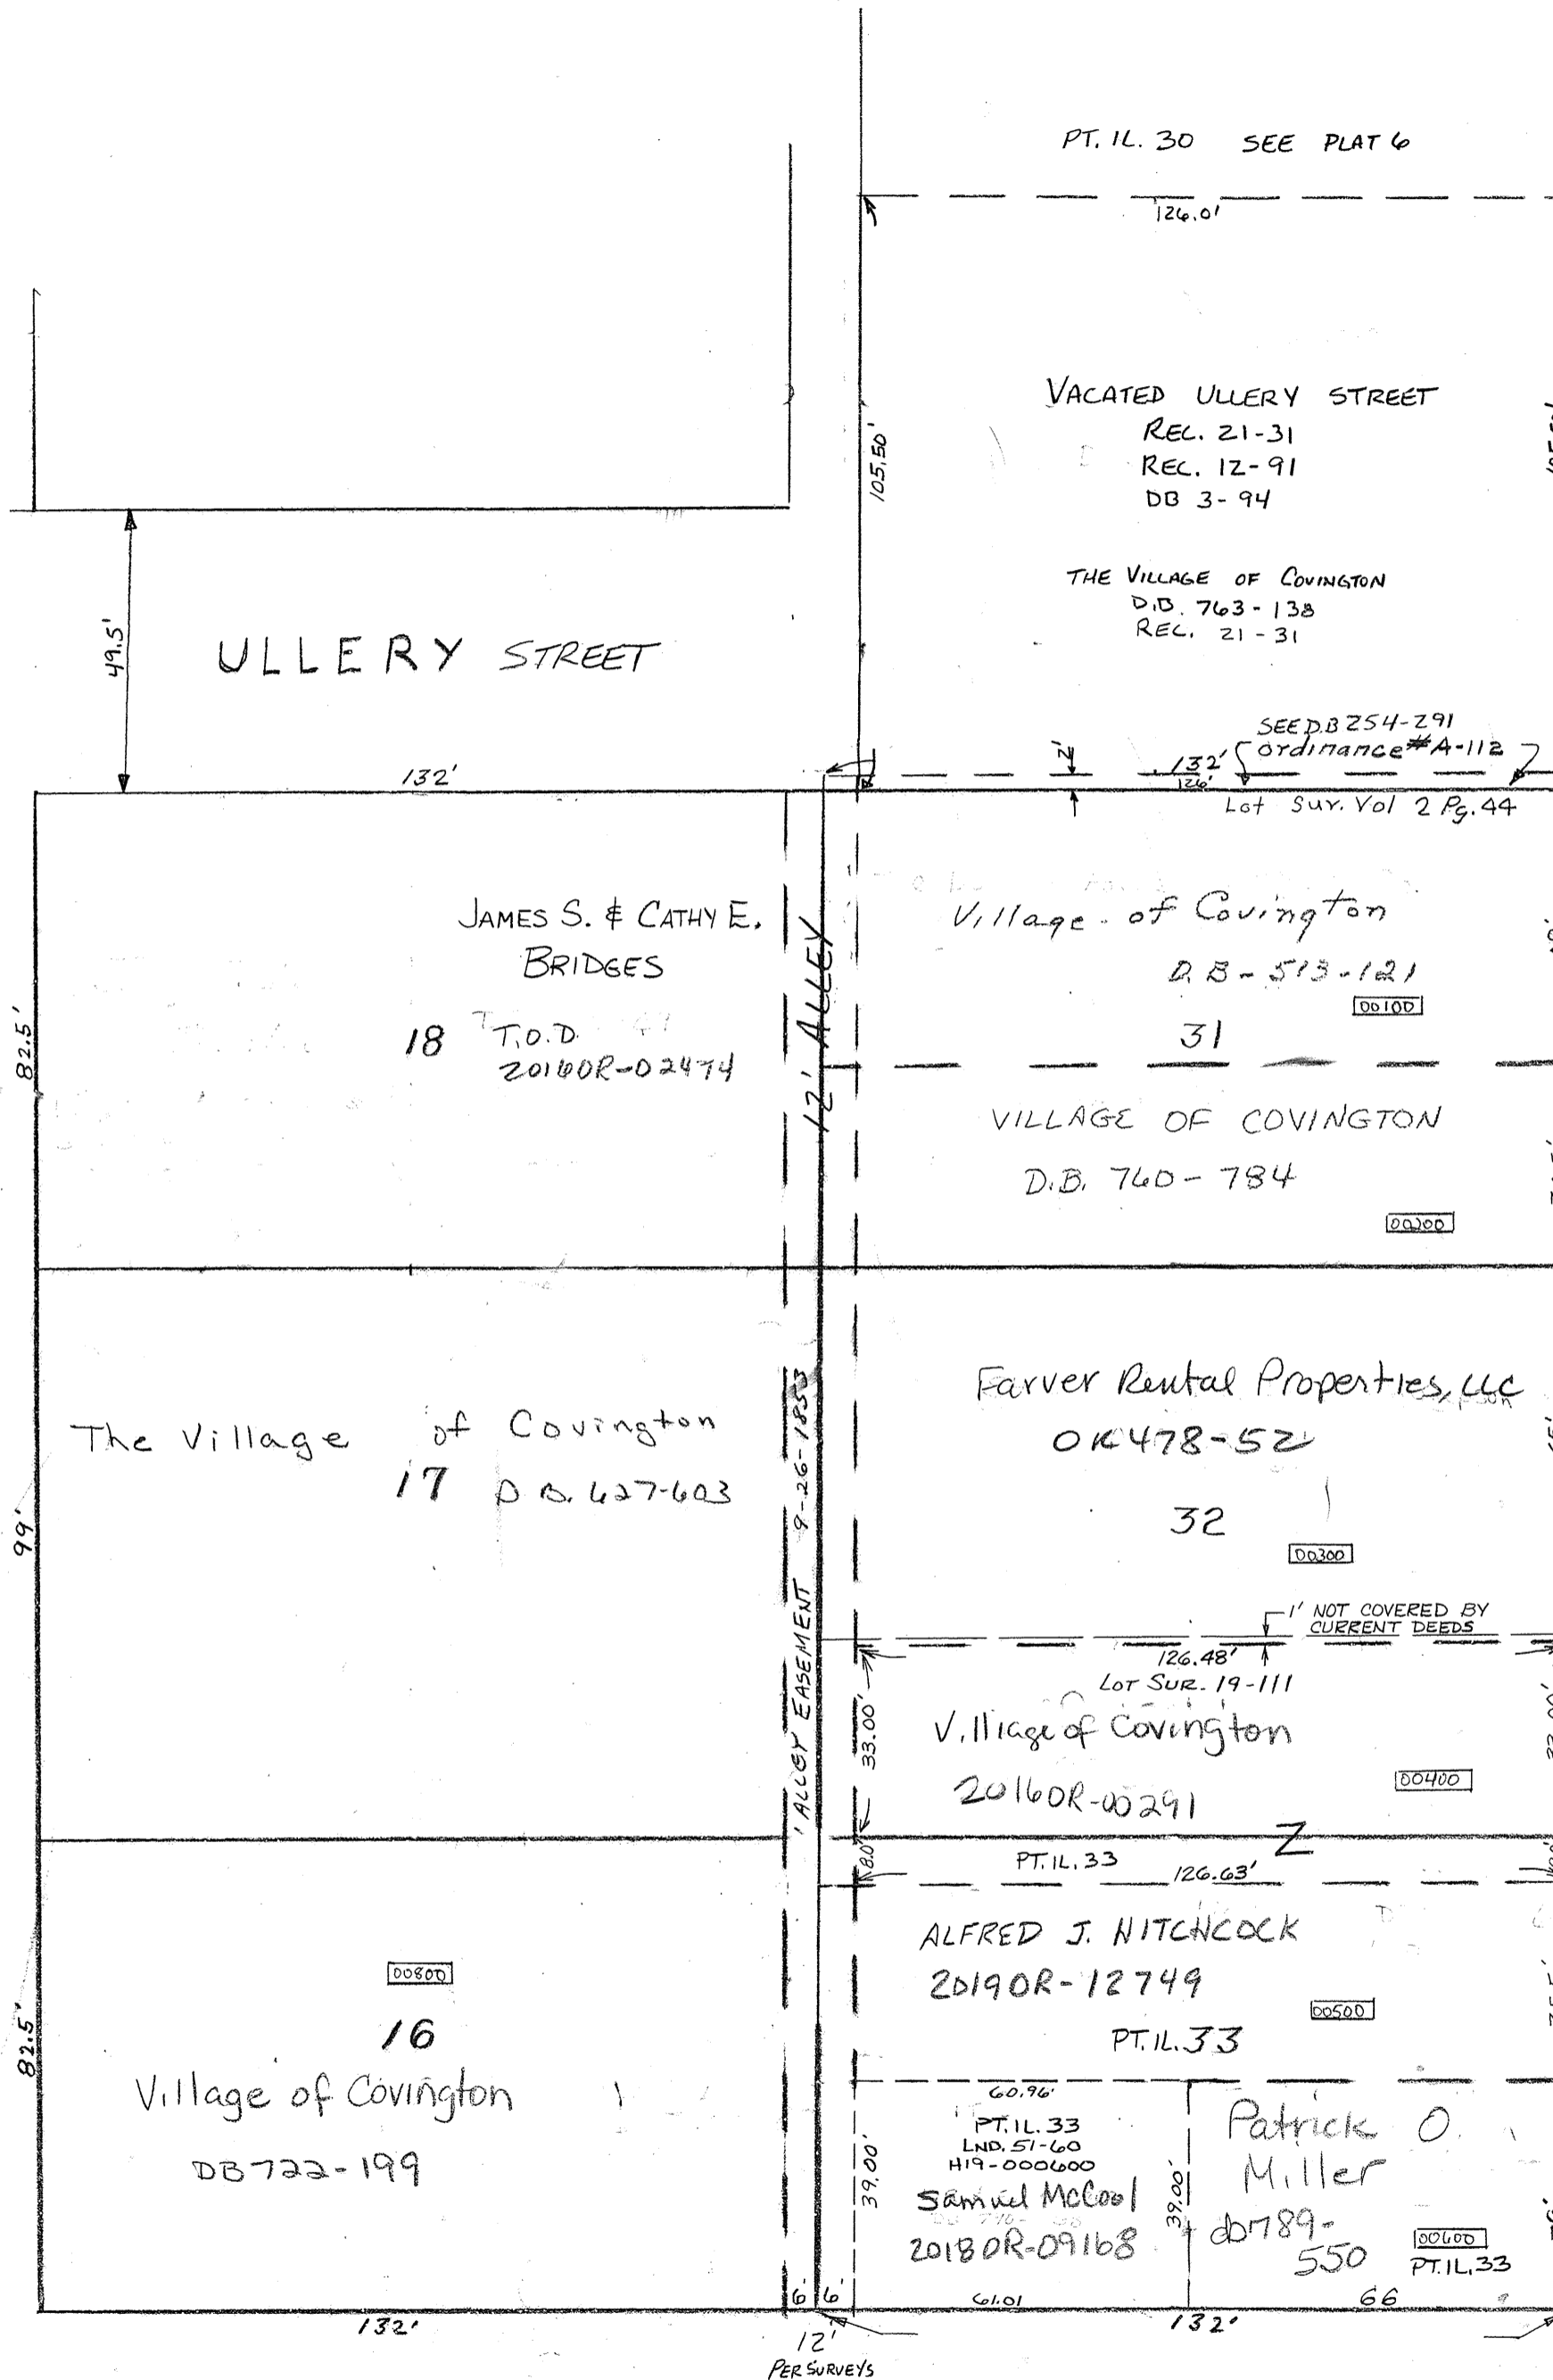 PT. IL. 30 SEE PLAT 6
126.01'
105.50'
VACATED ULLERY STREET
REC. 21-31
REC. 12-91
DB 3-94
THE VILLAGE OF COVINGTON
D.B. 763-138
REC. 21-31
49.5'
ULLERY STREET
SEE D.B 254-291
ordinance #A-112
2'
132'
126'
132'
Lot Sur. Vol 2 Pg. 44
JAMES S. & CATHY E.
BRIDGES
18 T.O.D.
2016OR-02474
82.5'
12' ALLEY
Village of Covington
D.B-513-121
00100
31
VILLAGE OF COVINGTON
D.B. 760-784
00200
The Village of Covington
17 D.B. 627-603
99'
ALLEY EASEMENT 9-26-1853
Farver Rental Properties, LLC
OR478-52
32
00300
1' NOT COVERED BY
CURRENT DEEDS
126.48'
LOT SUR. 19-111
33.00'
Villiage of Covington
2016OR-00291
00400
Z
8.0'
PT. IL. 33
126.63'
ALFRED J. HITCHCOCK
2019OR-12749
00500
PT. IL. 33
00800
16
Village of Covington
DB722-199
82.5'
60.96'
PT. IL. 33
LND. 51-60
H19-000600
Samuel McCool
2018OR-09168
39.00'
39.00'
Patrick O.
Miller
db789-
550
00600
PT. IL. 33
6' 6'
61.01
66
132'
12'
132'
PER SURVEYS